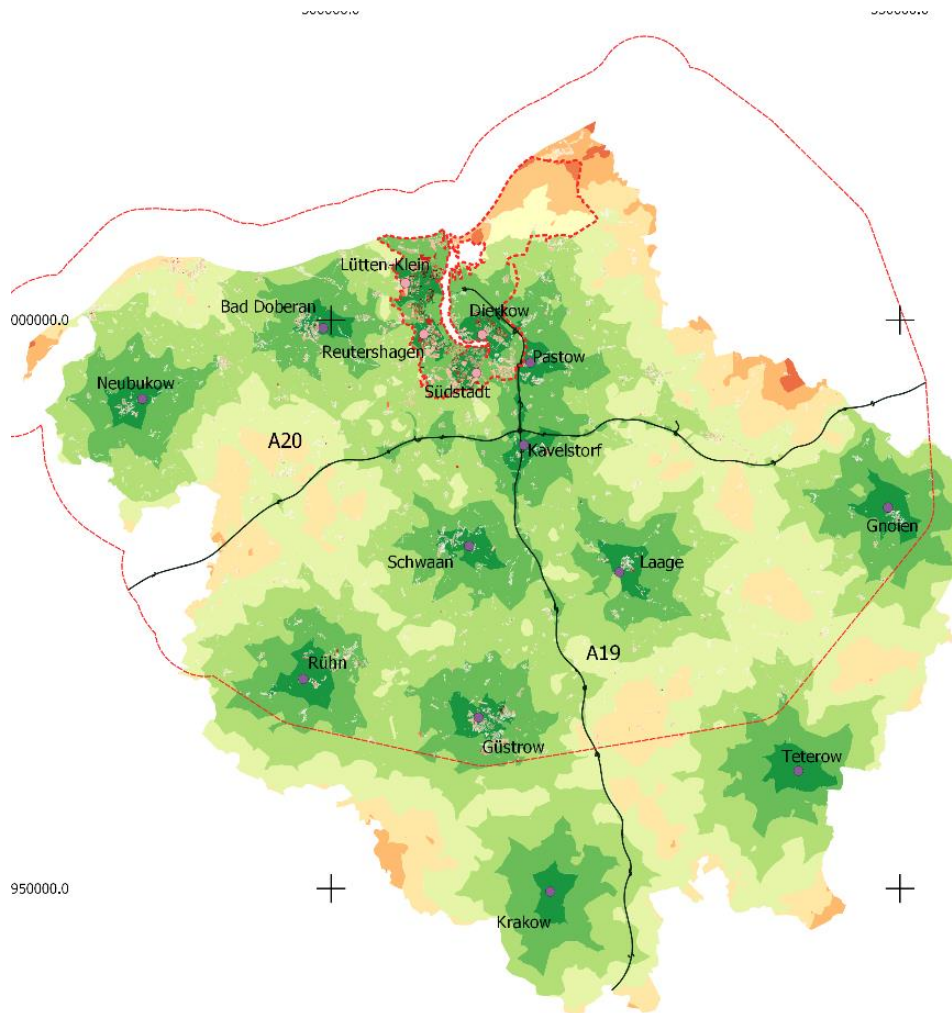 Lütten-Klein
Bad Doberan
000000.0
Dierkow
Reutershagen
Pastow
Neubukow
Südstadt
A20
Kavelstorf
Gnoien
Schwaan
Laage
A19
Rühn
Güstrow
Teterow
950000.0
Krakow